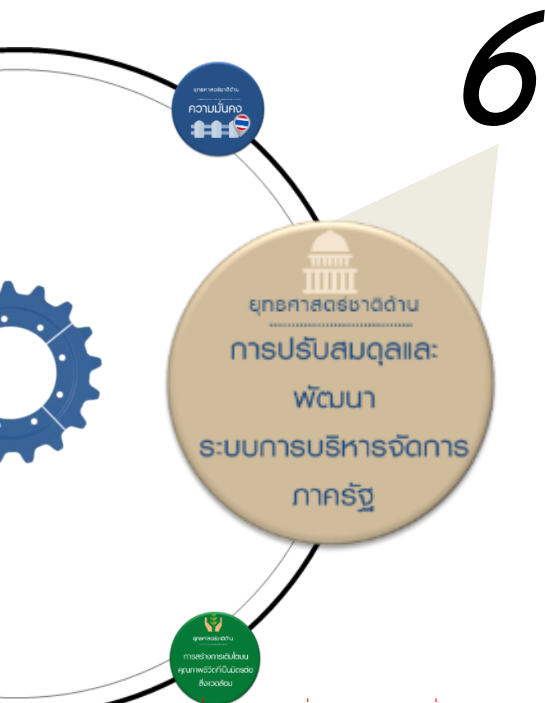 6
ยุทธศาสตร์ชาติด้าน
ความมั่นคง
ยุทธศาสตร์ชาติด้าน
การปรับสมดุลและ
พัฒนา
ระบบการบริหารจัดการ
ภาครัฐ
ยุทธศาสตร์ชาติด้าน
การสร้างการเติบโตบน
คุณภาพชีวิตที่เป็นมิตรต่อ
สิ่งแวดล้อม